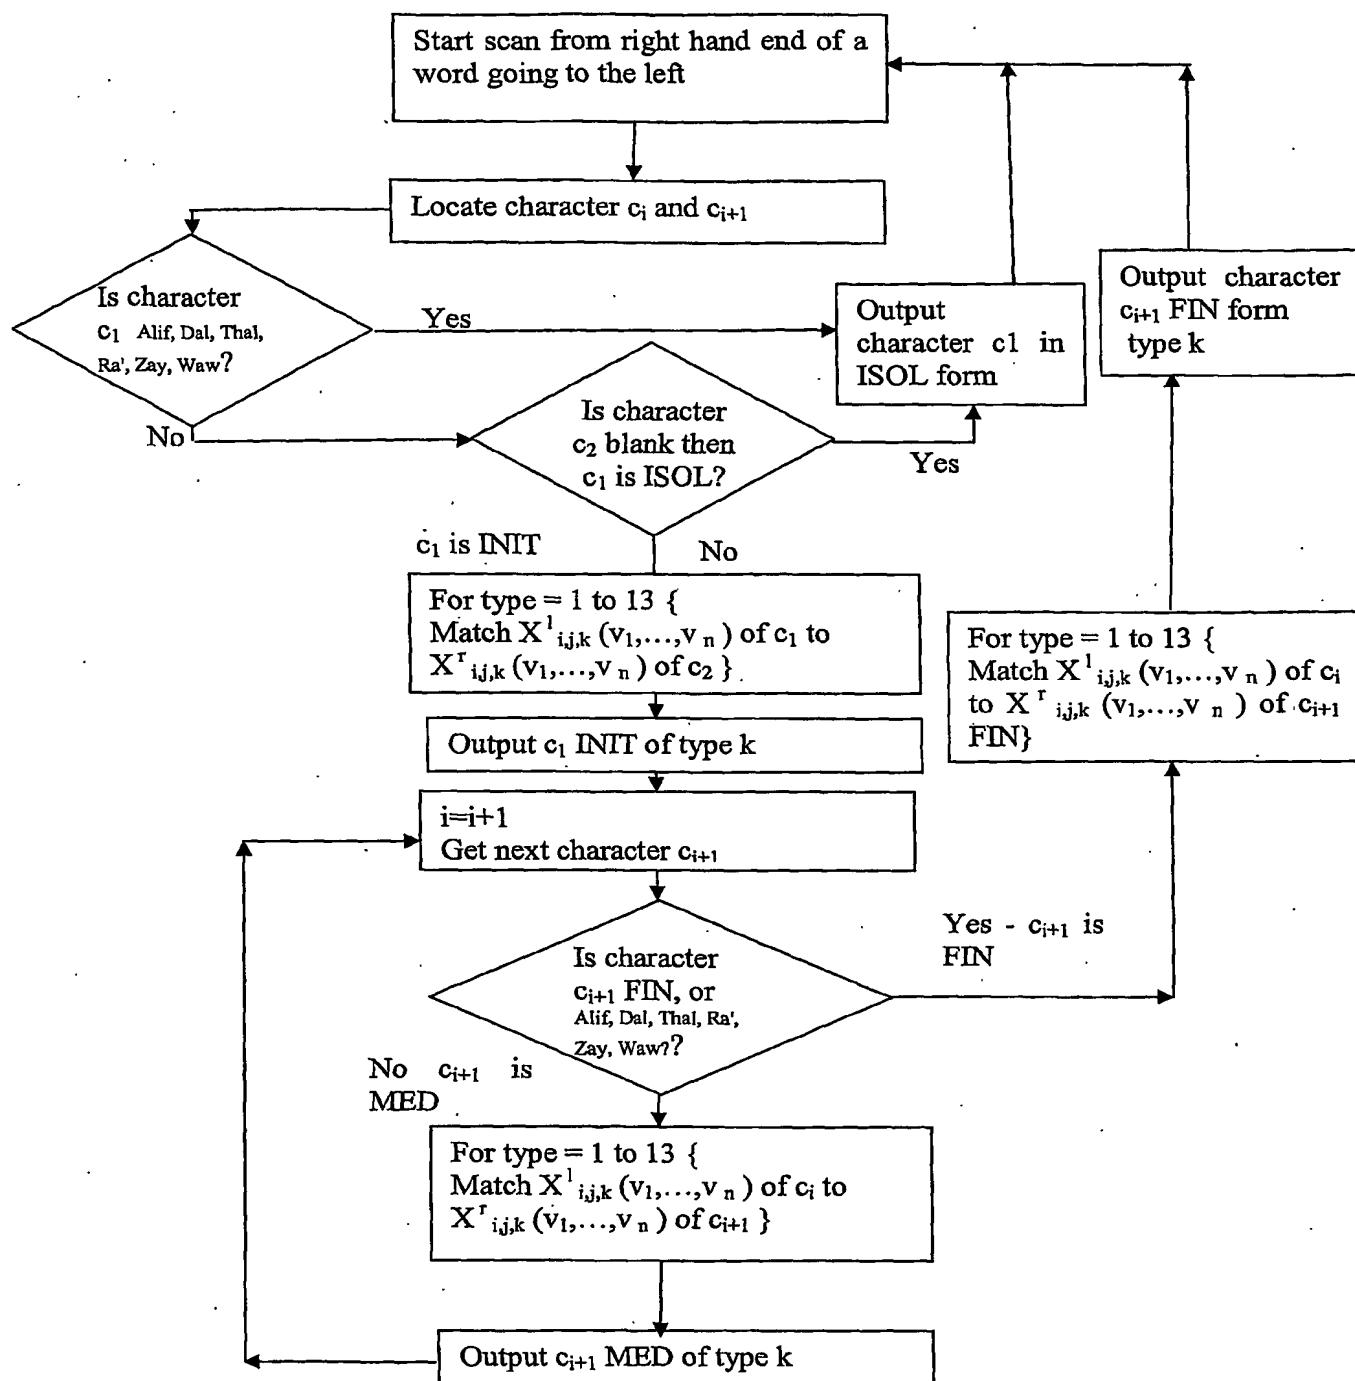 Start scan from right hand end of a
word going to the left
Locate character cᵢ and cᵢ₊₁
Is character
c₁ Alif, Dal, Thal,
Ra', Zay, Waw?
Yes
No
Output
character c1 in
ISOL form
Output character
cᵢ₊₁ FIN form
type k
Is character
c₂ blank then
c₁ is ISOL?
Yes
c₁ is INIT
No
For type = 1 to 13 {
Match Xˡᵢ,ⱼ,ₖ (v₁,…,vₙ) of c₁ to
Xʳᵢ,ⱼ,ₖ (v₁,…,vₙ) of c₂ }
Output c₁ INIT of type k
For type = 1 to 13 {
Match Xˡᵢ,ⱼ,ₖ (v₁,…,vₙ) of cᵢ
to Xʳᵢ,ⱼ,ₖ (v₁,…,vₙ) of cᵢ₊₁
FIN}
i=i+1
Get next character cᵢ₊₁
Is character
cᵢ₊₁ FIN, or
Alif, Dal, Thal, Ra',
Zay, Waw??
Yes - cᵢ₊₁ is
FIN
No cᵢ₊₁ is
MED
For type = 1 to 13 {
Match Xˡᵢ,ⱼ,ₖ (v₁,…,vₙ) of cᵢ to
Xʳᵢ,ⱼ,ₖ (v₁,…,vₙ) of cᵢ₊₁ }
Output cᵢ₊₁ MED of type k